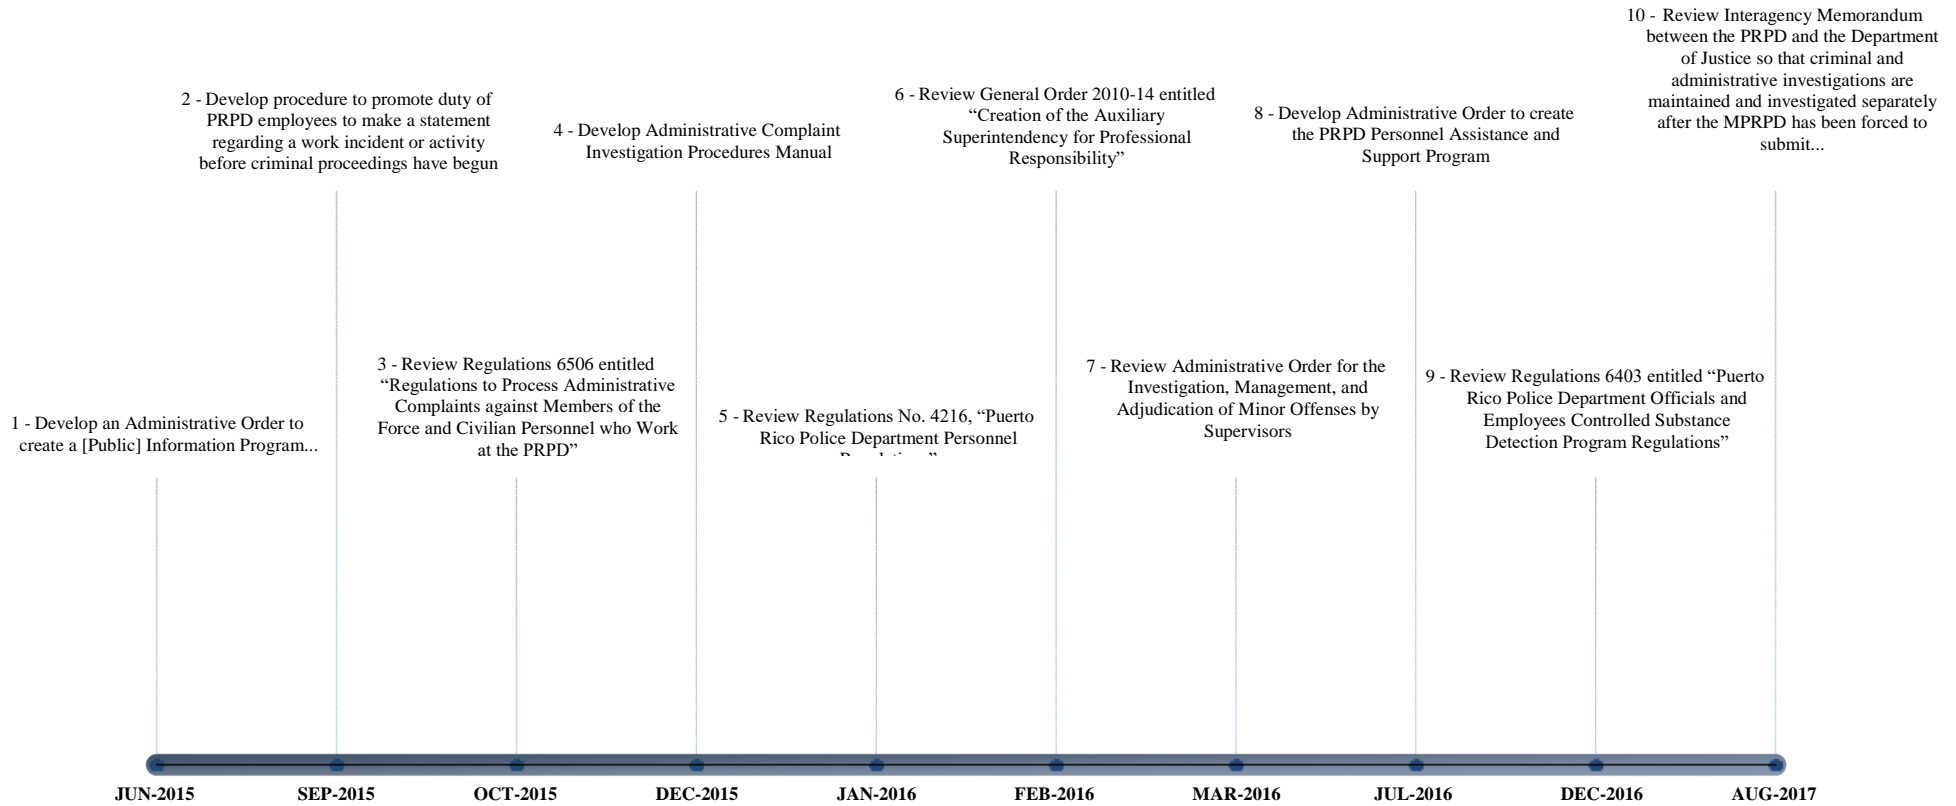 1 - Develop an Administrative Order to
create a [Public] Information Program...
2 - Develop procedure to promote duty of
PRPD employees to make a statement
regarding a work incident or activity
before criminal proceedings have begun
3 - Review Regulations 6506 entitled
“Regulations to Process Administrative
Complaints against Members of the
Force and Civilian Personnel who Work
at the PRPD”
4 - Develop Administrative Complaint
Investigation Procedures Manual
5 - Review Regulations No. 4216, “Puerto
Rico Police Department Personnel
6 - Review General Order 2010-14 entitled
“Creation of the Auxiliary
Superintendency for Professional
Responsibility”
7 - Review Administrative Order for the
Investigation, Management, and
Adjudication of Minor Offenses by
Supervisors
8 - Develop Administrative Order to create
the PRPD Personnel Assistance and
Support Program
9 - Review Regulations 6403 entitled “Puerto
Rico Police Department Officials and
Employees Controlled Substance
Detection Program Regulations”
10 - Review Interagency Memorandum
between the PRPD and the Department
of Justice so that criminal and
administrative investigations are
maintained and investigated separately
after the MPRPD has been forced to
submit...
JUN-2015
SEP-2015
OCT-2015
DEC-2015
JAN-2016
FEB-2016
MAR-2016
JUL-2016
DEC-2016
AUG-2017